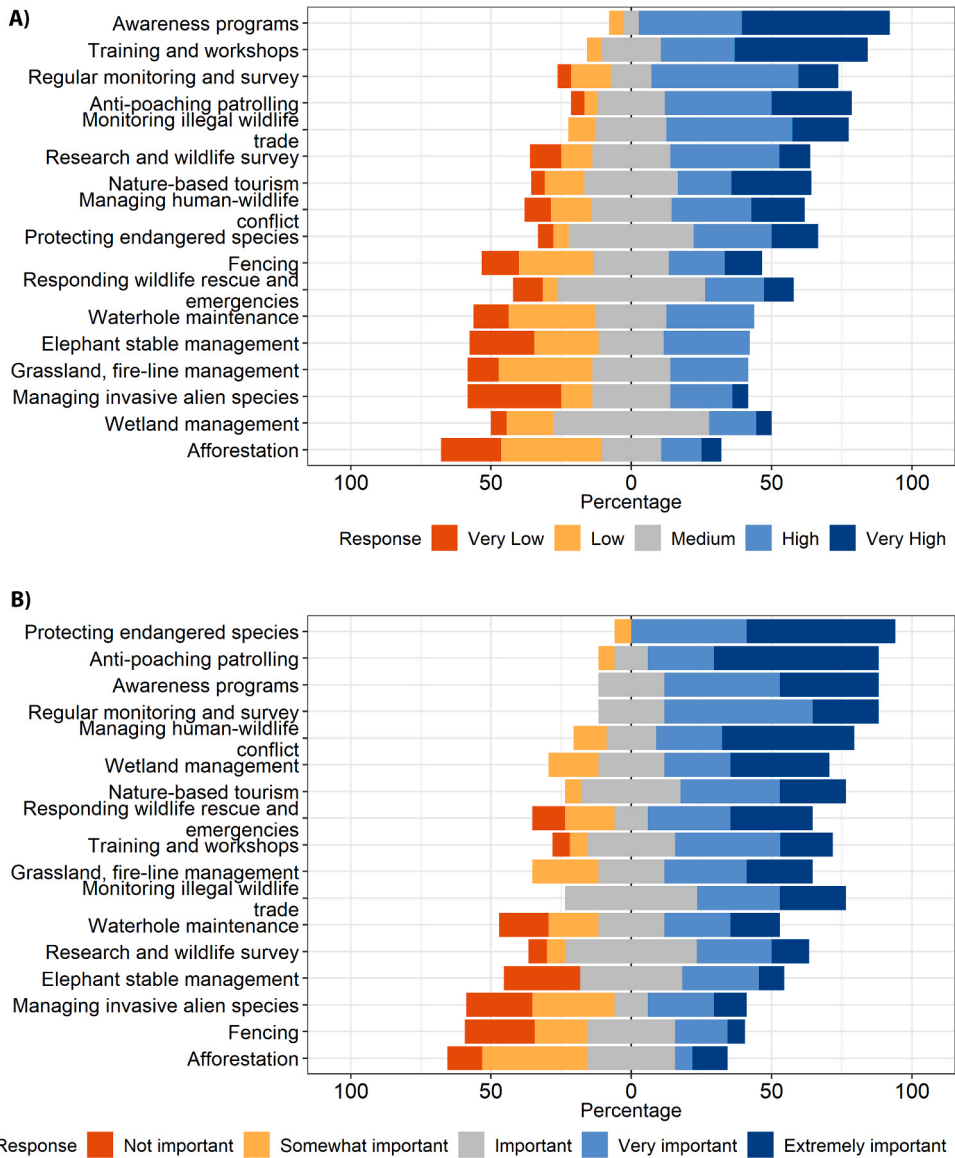 A)
Awareness programs
Training and workshops
Regular monitoring and survey
Anti-poaching patrolling
Monitoring illegal wildlife
trade
Research and wildlife survey
Nature-based tourism
Managing human-wildlife
conflict
Protecting endangered species
Fencing
Responding wildlife rescue and
emergencies
Waterhole maintenance
Elephant stable management
Grassland, fire-line management
Managing invasive alien species
Wetland management
Afforestation
100 50 0 50 100
Percentage
Response Very Low Low Medium High Very High
B)
Protecting endangered species
Anti-poaching patrolling
Awareness programs
Regular monitoring and survey
Managing human-wildlife
conflict
Wetland management
Nature-based tourism
Responding wildlife rescue and
emergencies
Training and workshops
Grassland, fire-line management
Monitoring illegal wildlife
trade
Waterhole maintenance
Research and wildlife survey
Elephant stable management
Managing invasive alien species
Fencing
Afforestation
100 50 0 50 100
Percentage
Response Not important Somewhat important Important Very important Extremely important